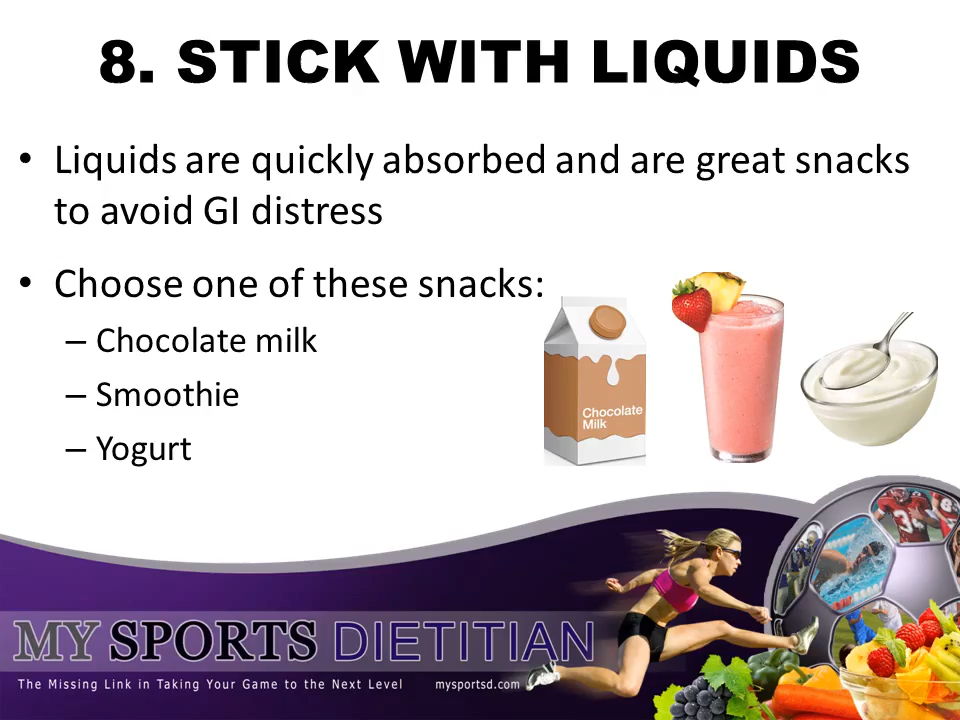 8. STICK WITH LIQUIDS
• Liquids are quickly absorbed and are great snacks
to avoid GI distress
• Choose one of these snacks:
– Chocolate milk
– Smoothie
– Yogurt
Chocolate
Milk
3
MY SPORTS DIETITIAN
The Missing Link in Taking Your Game to the Next Level mysportsd.com